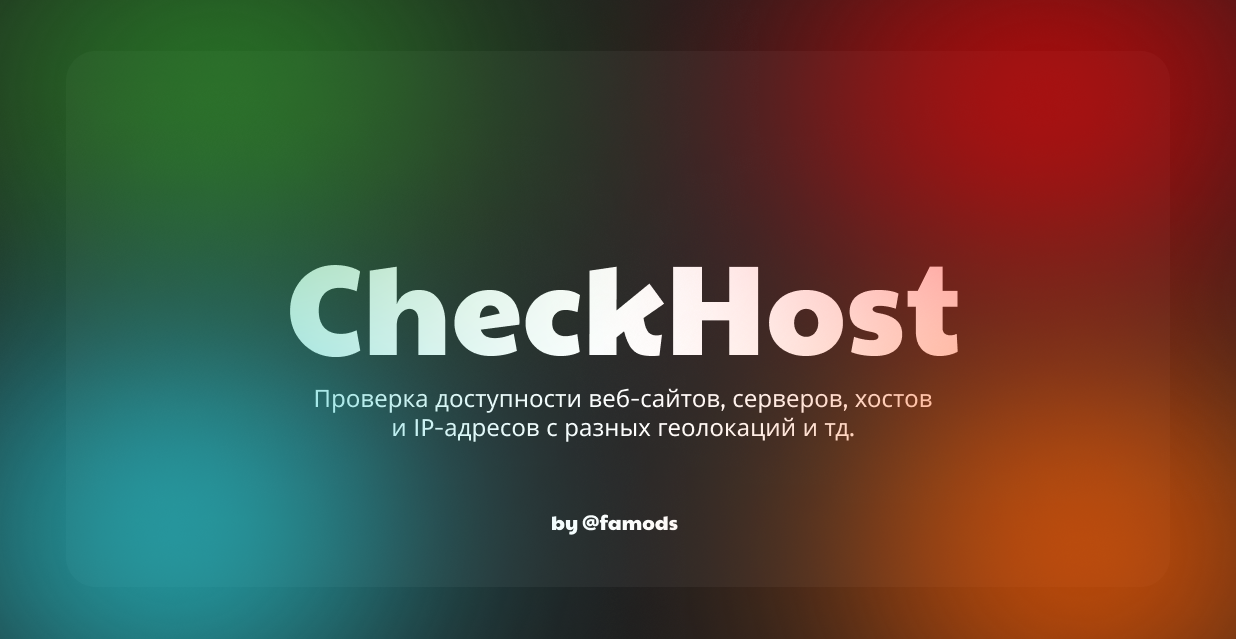 CheckHost
Проверка доступности веб-сайтов, серверов, хостов
и IP-адресов с разных геолокаций и тд.
by @famods